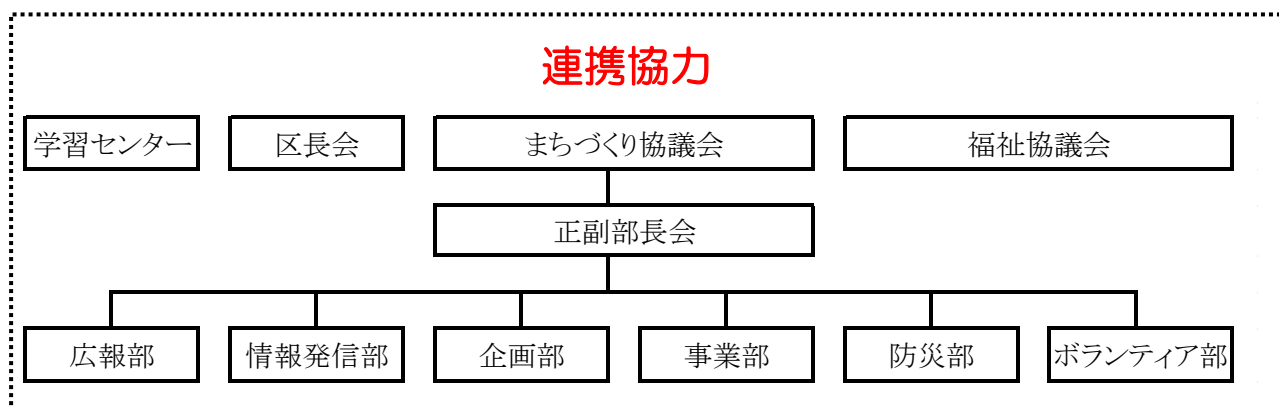 連携協力
学習センター 区長会 まちづくり協議会 福祉協議会
正副部長会
広報部 情報発信部 企画部 事業部 防災部 ボランティア部